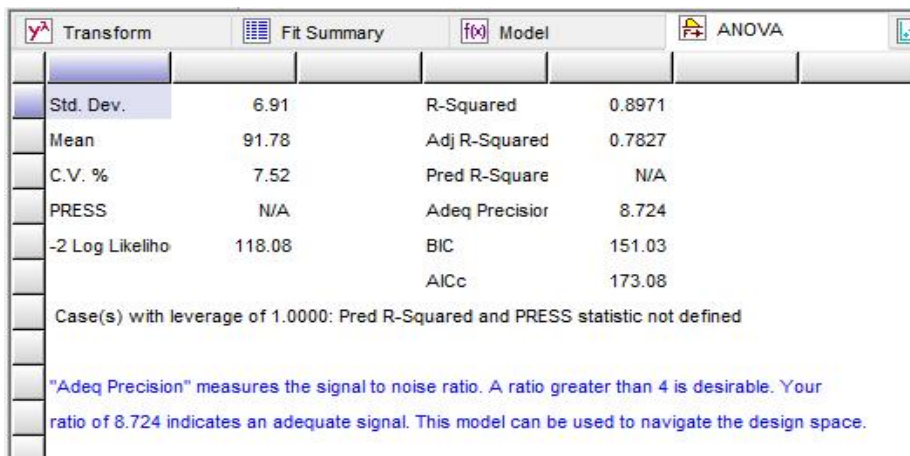 Transform Fit Summary f(x) Model ANOVA
Std. Dev. 6.91 R-Squared 0.8971
Mean 91.78 Adj R-Squared 0.7827
C.V. % 7.52 Pred R-Square N/A
PRESS N/A Adeq Precisior 8.724
-2 Log Likeliho 118.08 BIC 151.03
AICc 173.08
Case(s) with leverage of 1.0000: Pred R-Squared and PRESS statistic not defined
"Adeq Precision" measures the signal to noise ratio. A ratio greater than 4 is desirable. Your
ratio of 8.724 indicates an adequate signal. This model can be used to navigate the design space.